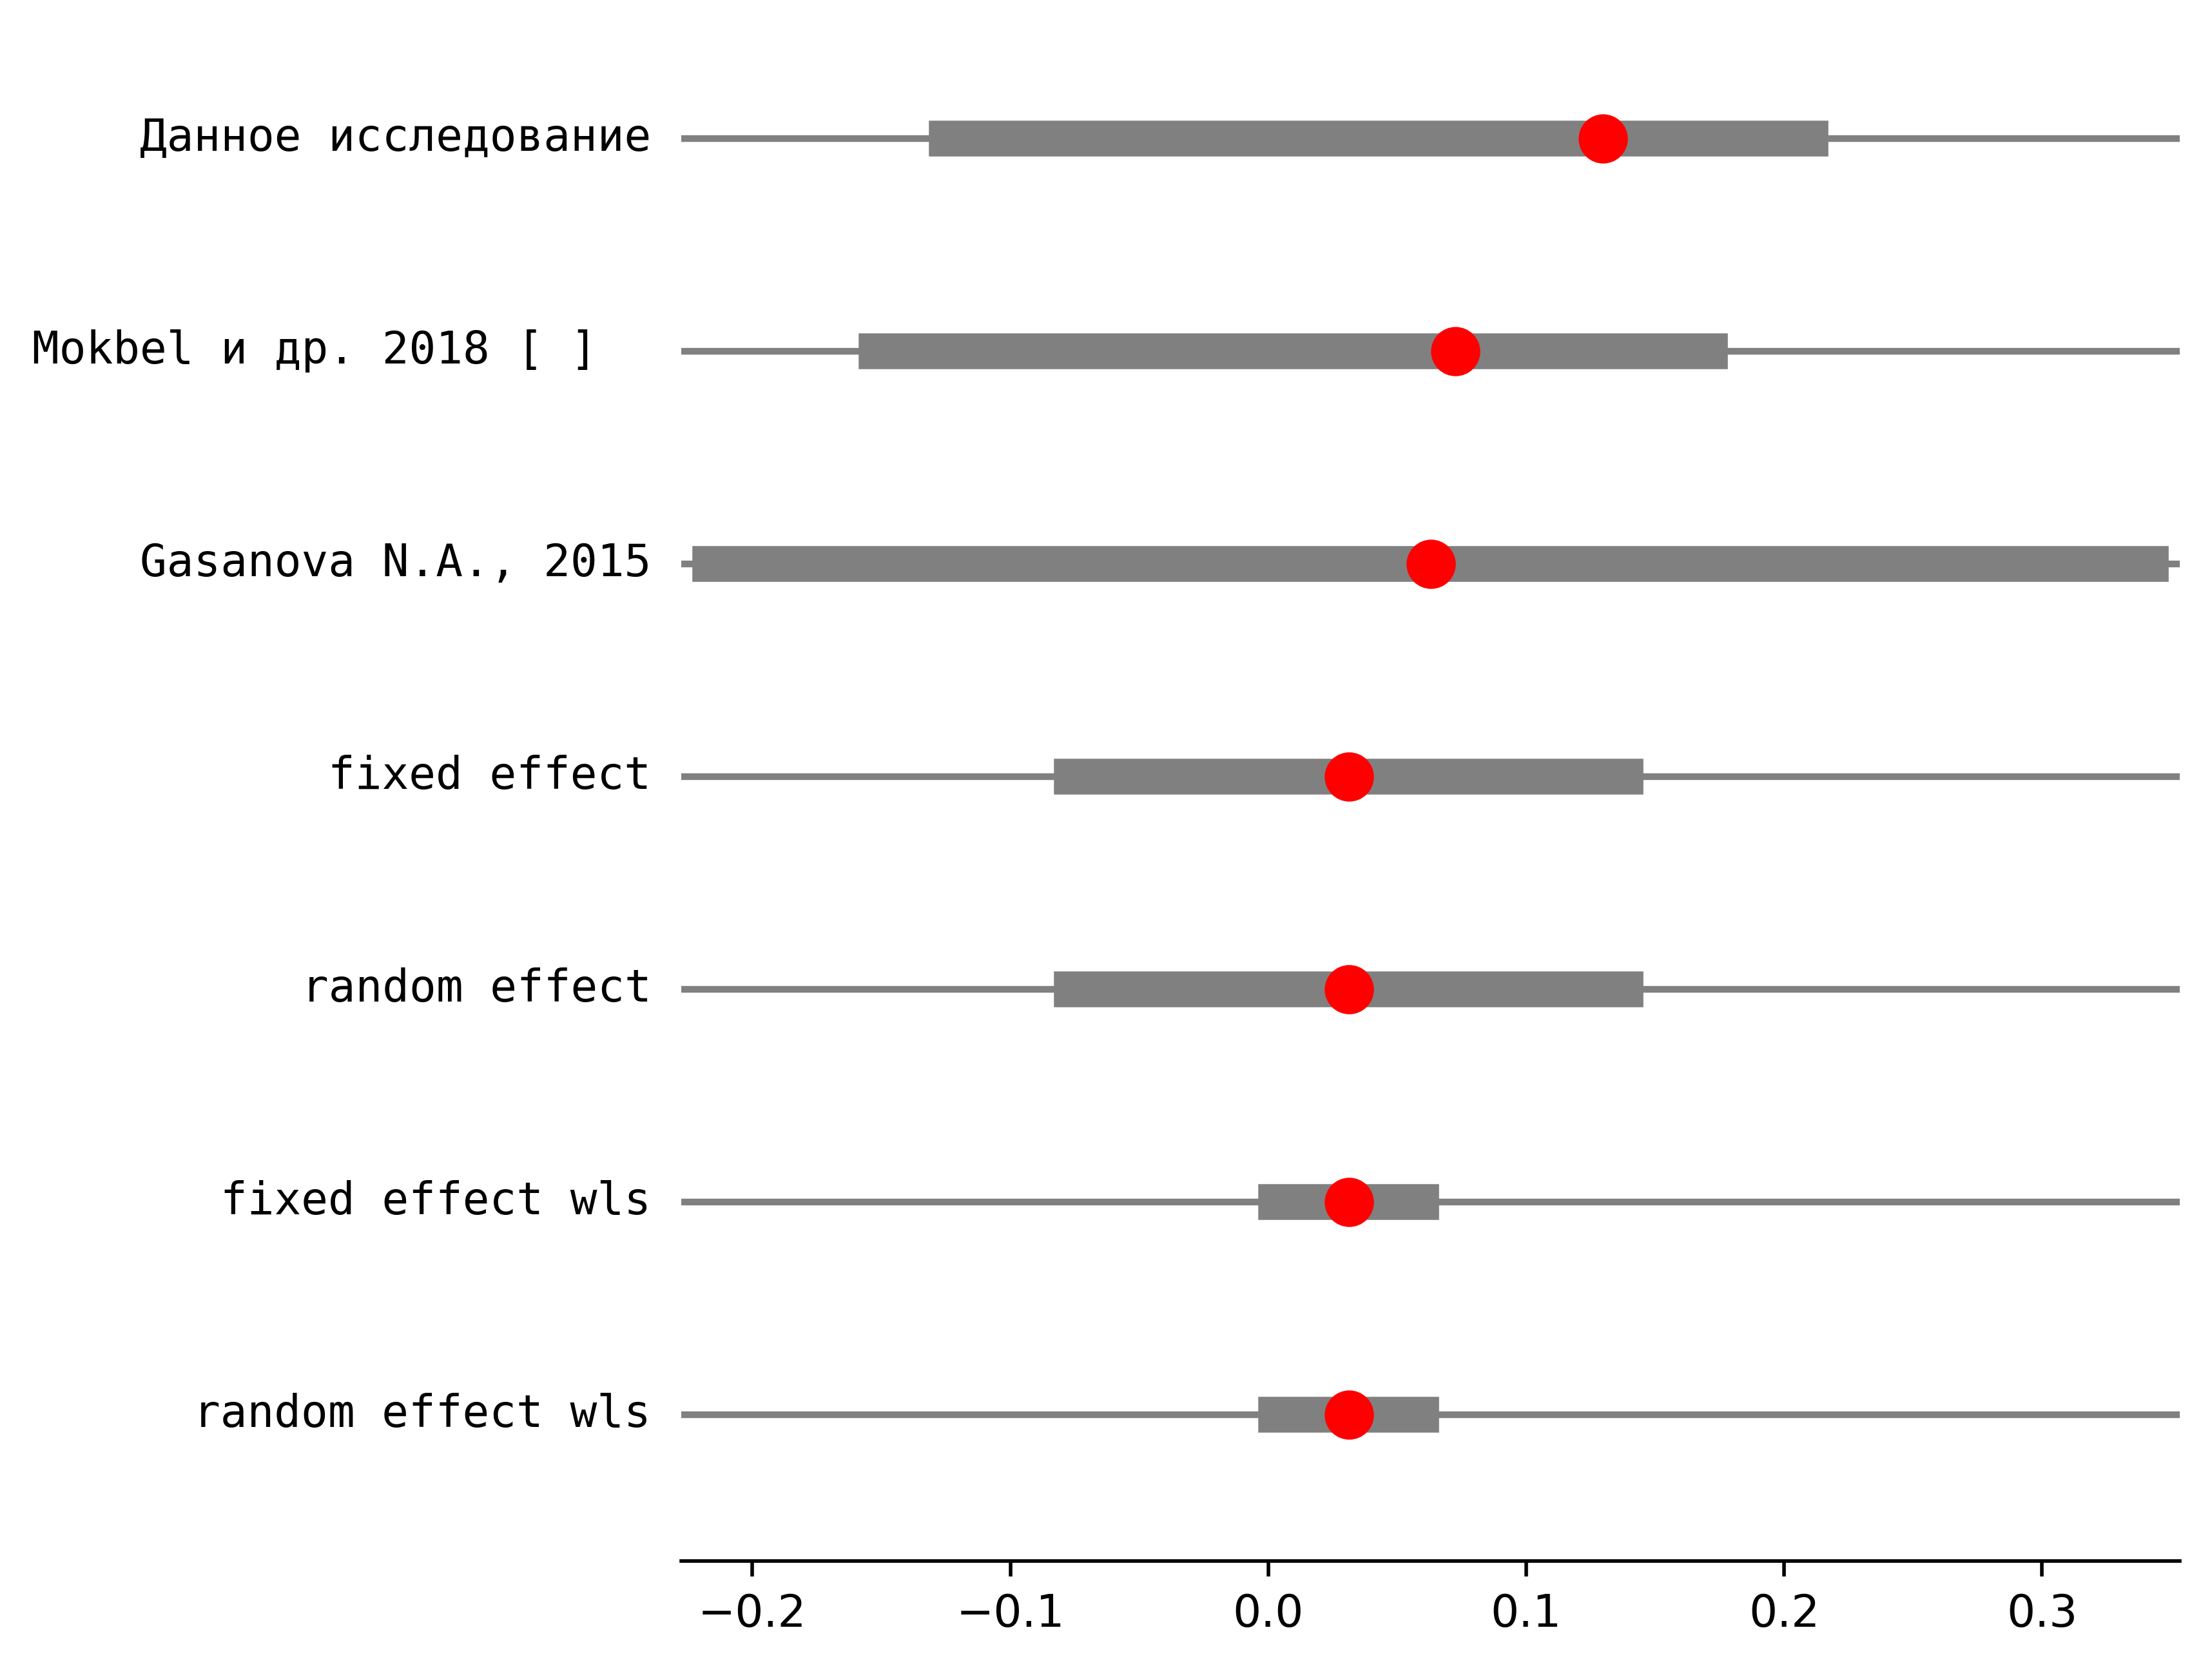 Данное исследование
Mokbel и др. 2018 [ ]
Gasanova N.A., 2015
fixed effect
random effect
fixed effect wls
random effect wls
−0.2 −0.1 0.0 0.1 0.2 0.3